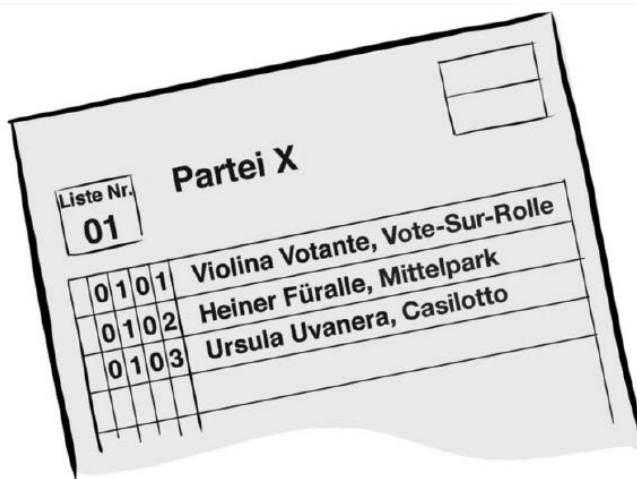 Partei X
Liste Nr.
01
0101 Violina Votante, Vote-Sur-Rolle
0102 Heiner Füralle, Mittelpark
0103 Ursula Uvanera, Casilotto